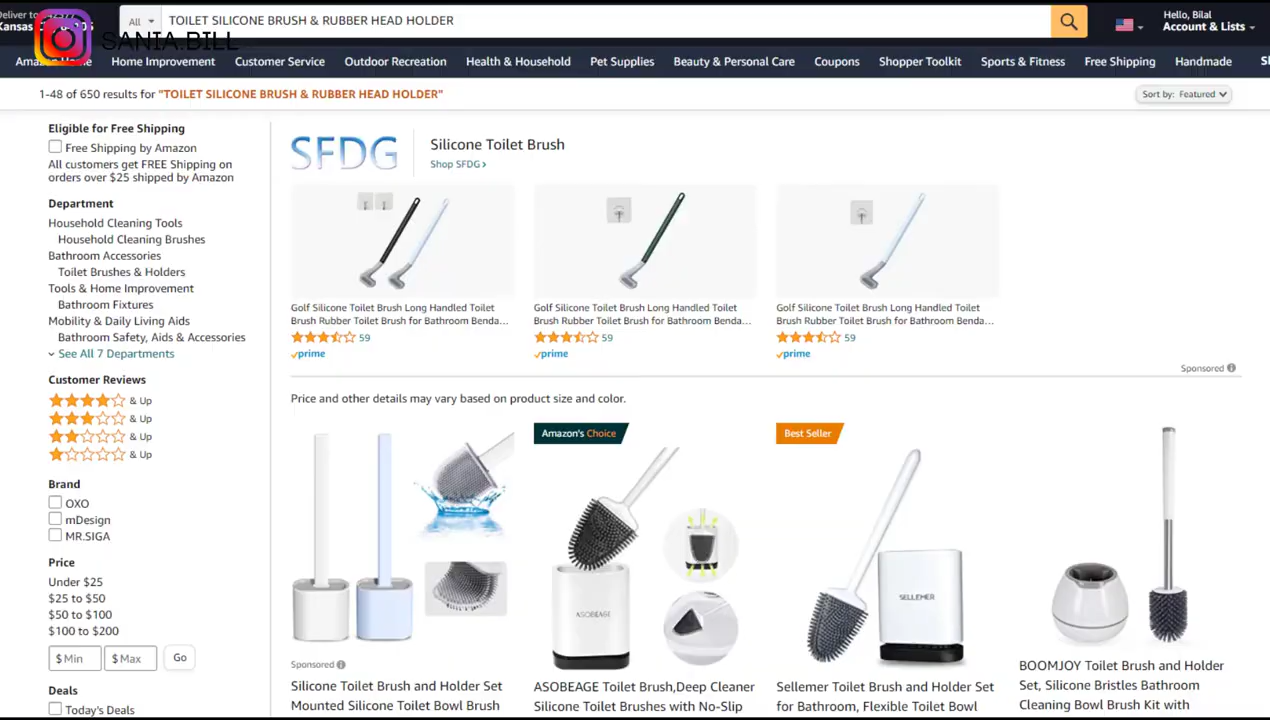 Deliver to
Kansas
All
TOILET SILICONE BRUSH & RUBBER HEAD HOLDER
Hello, Bilal
Account & Lists
SANIA.BILL
Home Improvement
Customer Service
Outdoor Recreation
Health & Household
Pet Supplies
Beauty & Personal Care
Coupons
Shopper Toolkit
Sports & Fitness
Free Shipping
Handmade
1-48 of 650 results for "TOILET SILICONE BRUSH & RUBBER HEAD HOLDER"
Sort by: Featured
Eligible for Free Shipping
Free Shipping by Amazon
All customers get FREE Shipping on
orders over $25 shipped by Amazon
Department
Household Cleaning Tools
Household Cleaning Brushes
Bathroom Accessories
Toilet Brushes & Holders
Tools & Home Improvement
Bathroom Fixtures
Mobility & Daily Living Aids
Bathroom Safety, Aids & Accessories
See All 7 Departments
Customer Reviews
& Up
& Up
& Up
& Up
Brand
OXO
mDesign
MR.SIGA
Price
Under $25
$25 to $50
$50 to $100
$100 to $200
$ Min
$ Max
Go
Deals
Today's Deals
SFDG
Silicone Toilet Brush
Shop SFDG ›
Golf Silicone Toilet Brush Long Handled Toilet
Brush Rubber Toilet Brush for Bathroom Benda...
59
prime
Golf Silicone Toilet Brush Long Handled Toilet
Brush Rubber Toilet Brush for Bathroom Benda...
59
prime
Golf Silicone Toilet Brush Long Handled Toilet
Brush Rubber Toilet Brush for Bathroom Benda...
59
prime
Sponsored
Price and other details may vary based on product size and color.
Sponsored
Silicone Toilet Brush and Holder Set
Mounted Silicone Toilet Bowl Brush
Amazon's Choice
ASOBEAGE
ASOBEAGE Toilet Brush,Deep Cleaner
Silicone Toilet Brushes with No-Slip
Best Seller
SELLEMER
Sellemer Toilet Brush and Holder Set
for Bathroom, Flexible Toilet Bowl
BOOMJOY Toilet Brush and Holder
Set, Silicone Bristles Bathroom
Cleaning Bowl Brush Kit with